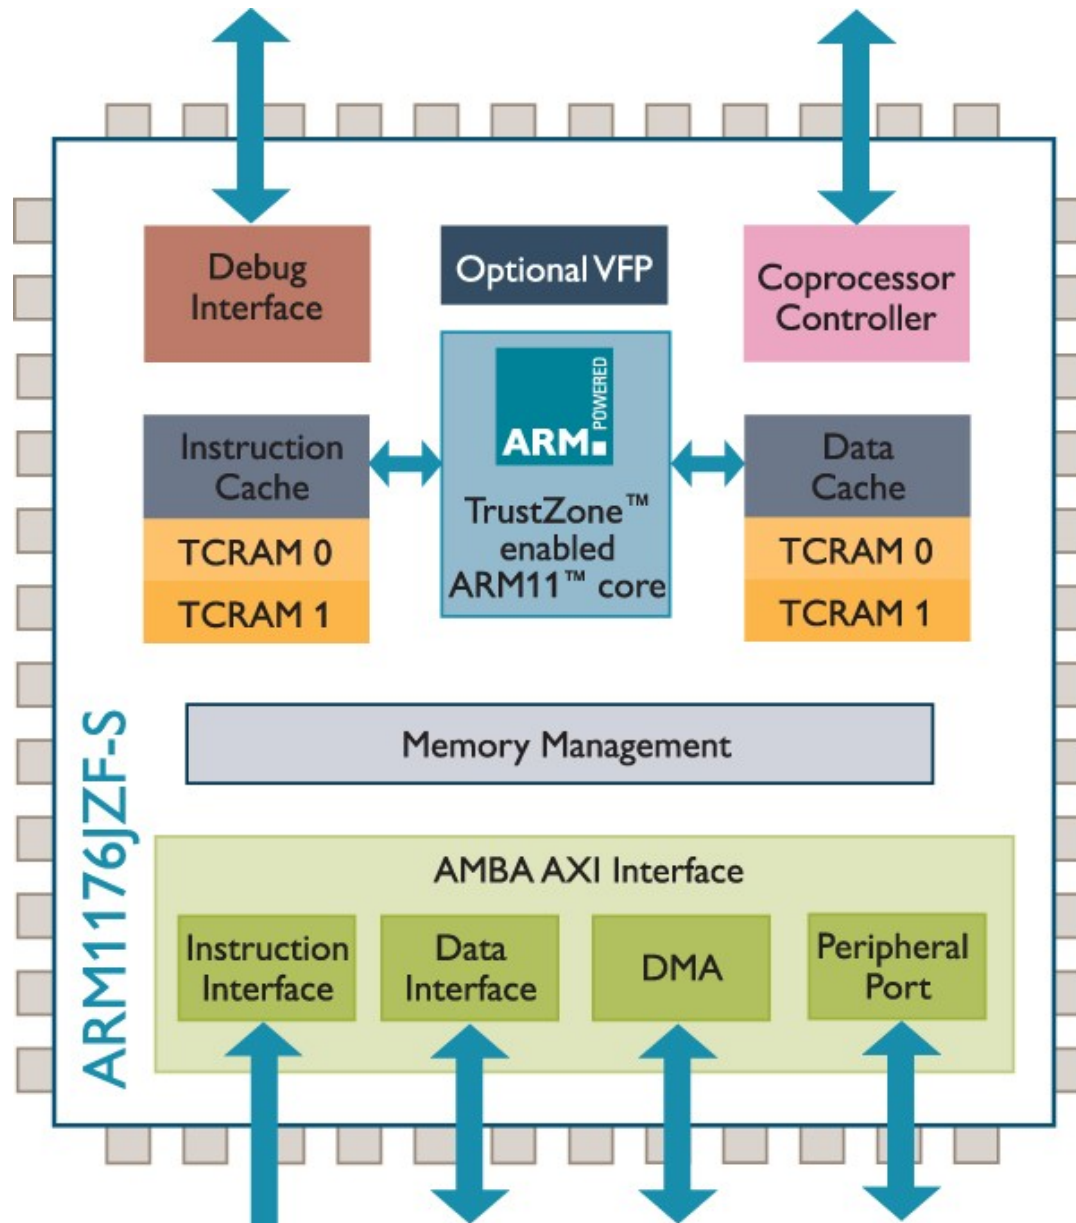 Debug
Interface
Optional VFP
Coprocessor
Controller
Instruction
Cache
TCRAM 0
TCRAM 1
ARM
POWERED
TrustZone™
enabled
ARM11™ core
Data
Cache
TCRAM 0
TCRAM 1
ARM1176JZF-S
Memory Management
AMBA AXI Interface
Instruction
Interface
Data
Interface
DMA
Peripheral
Port